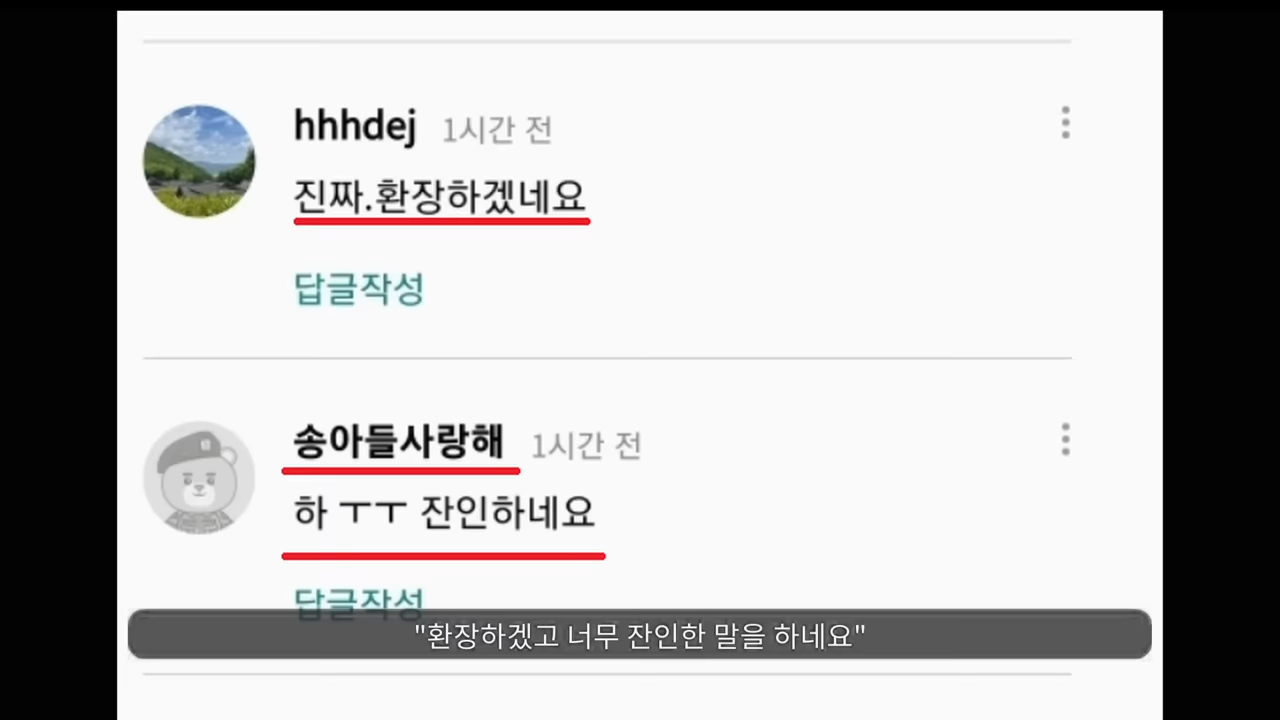 hhhdej 1시간 전
진짜.환장하겠네요
답글작성
송아들사랑해 1시간 전
하 ㅜㅜ 잔인하네요
답글작성
"환장하겠고 너무 잔인한 말을 하네요"